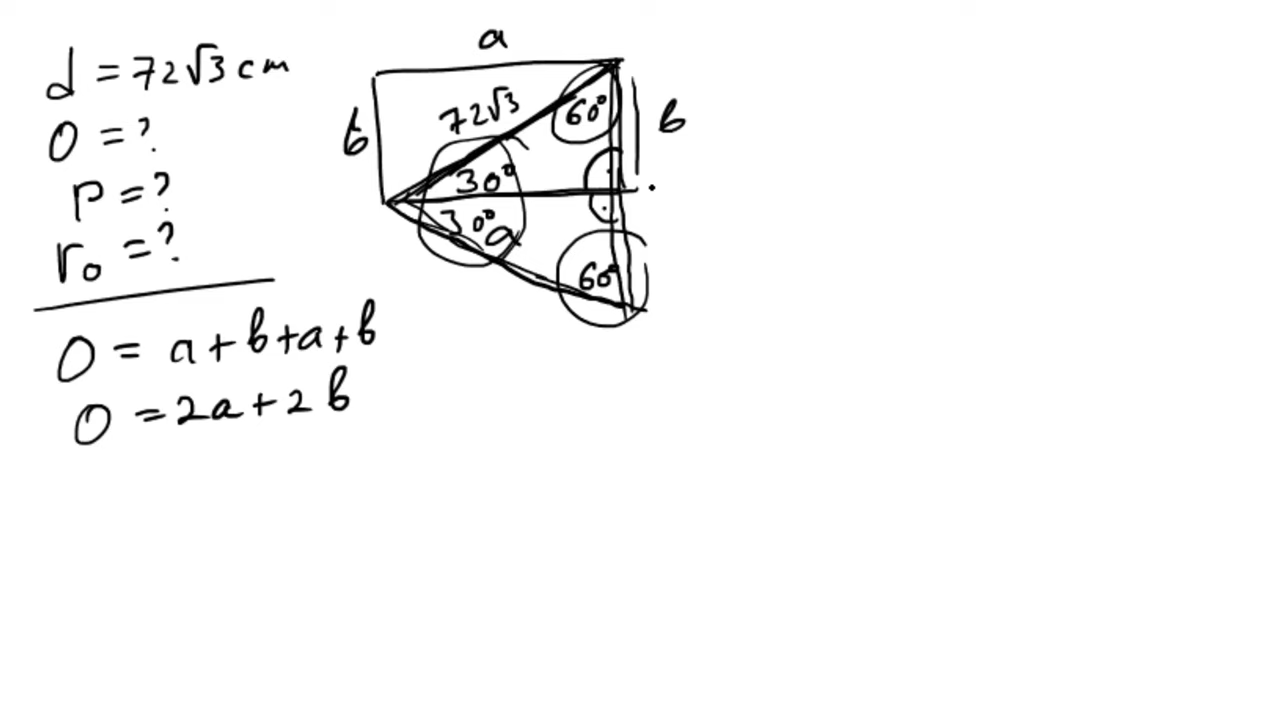 d = 72√3 cm
O = ?
P = ?
r₀ = ?
O = a + b + a + b
O = 2a + 2b
a
b
72√3
60°
b
30°
30°
a
60°